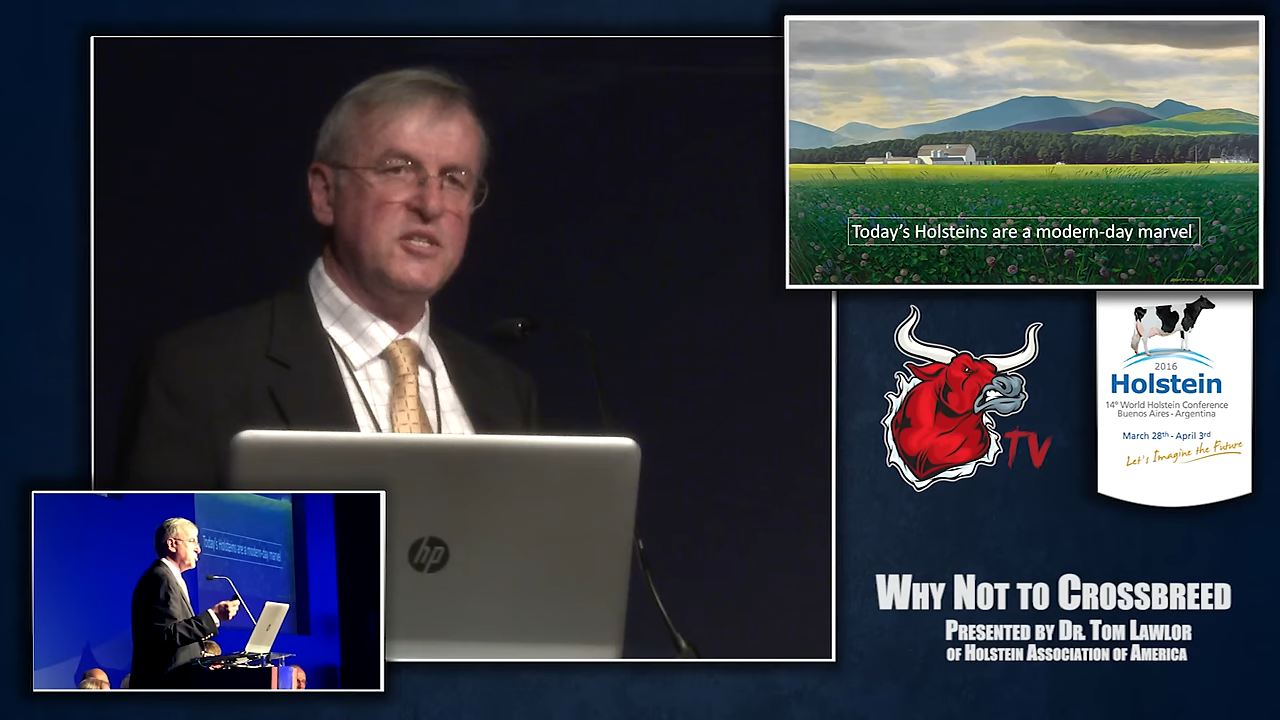 Today's Holsteins are a modern-day marvel
TV
2016
Holstein
14º World Holstein Conference
Buenos Aires - Argentina
March 28th - April 3rd
Let's Imagine the Future
hp
Today's Holsteins are a modern-day marvel
WHY NOT TO CROSSBREED
PRESENTED BY DR. TOM LAWLOR
OF HOLSTEIN ASSOCIATION OF AMERICA